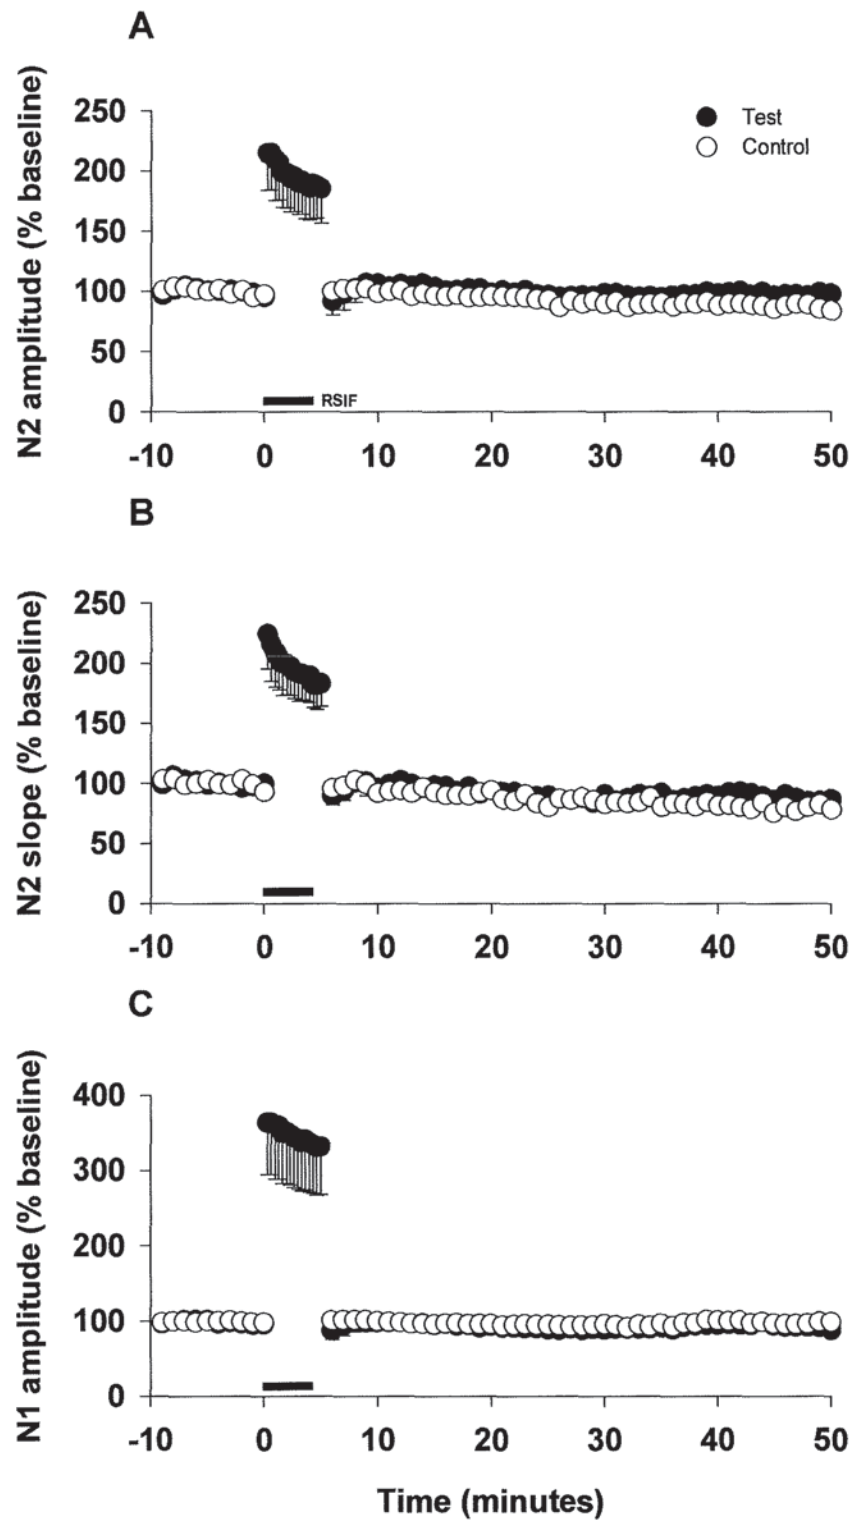 A
N2 amplitude (% baseline)
250
200
150
100
50
0
Test
Control
RSIF
-10 0 10 20 30 40 50
B
N2 slope (% baseline)
250
200
150
100
50
0
-10 0 10 20 30 40 50
C
N1 amplitude (% baseline)
400
300
200
100
0
-10 0 10 20 30 40 50
Time (minutes)